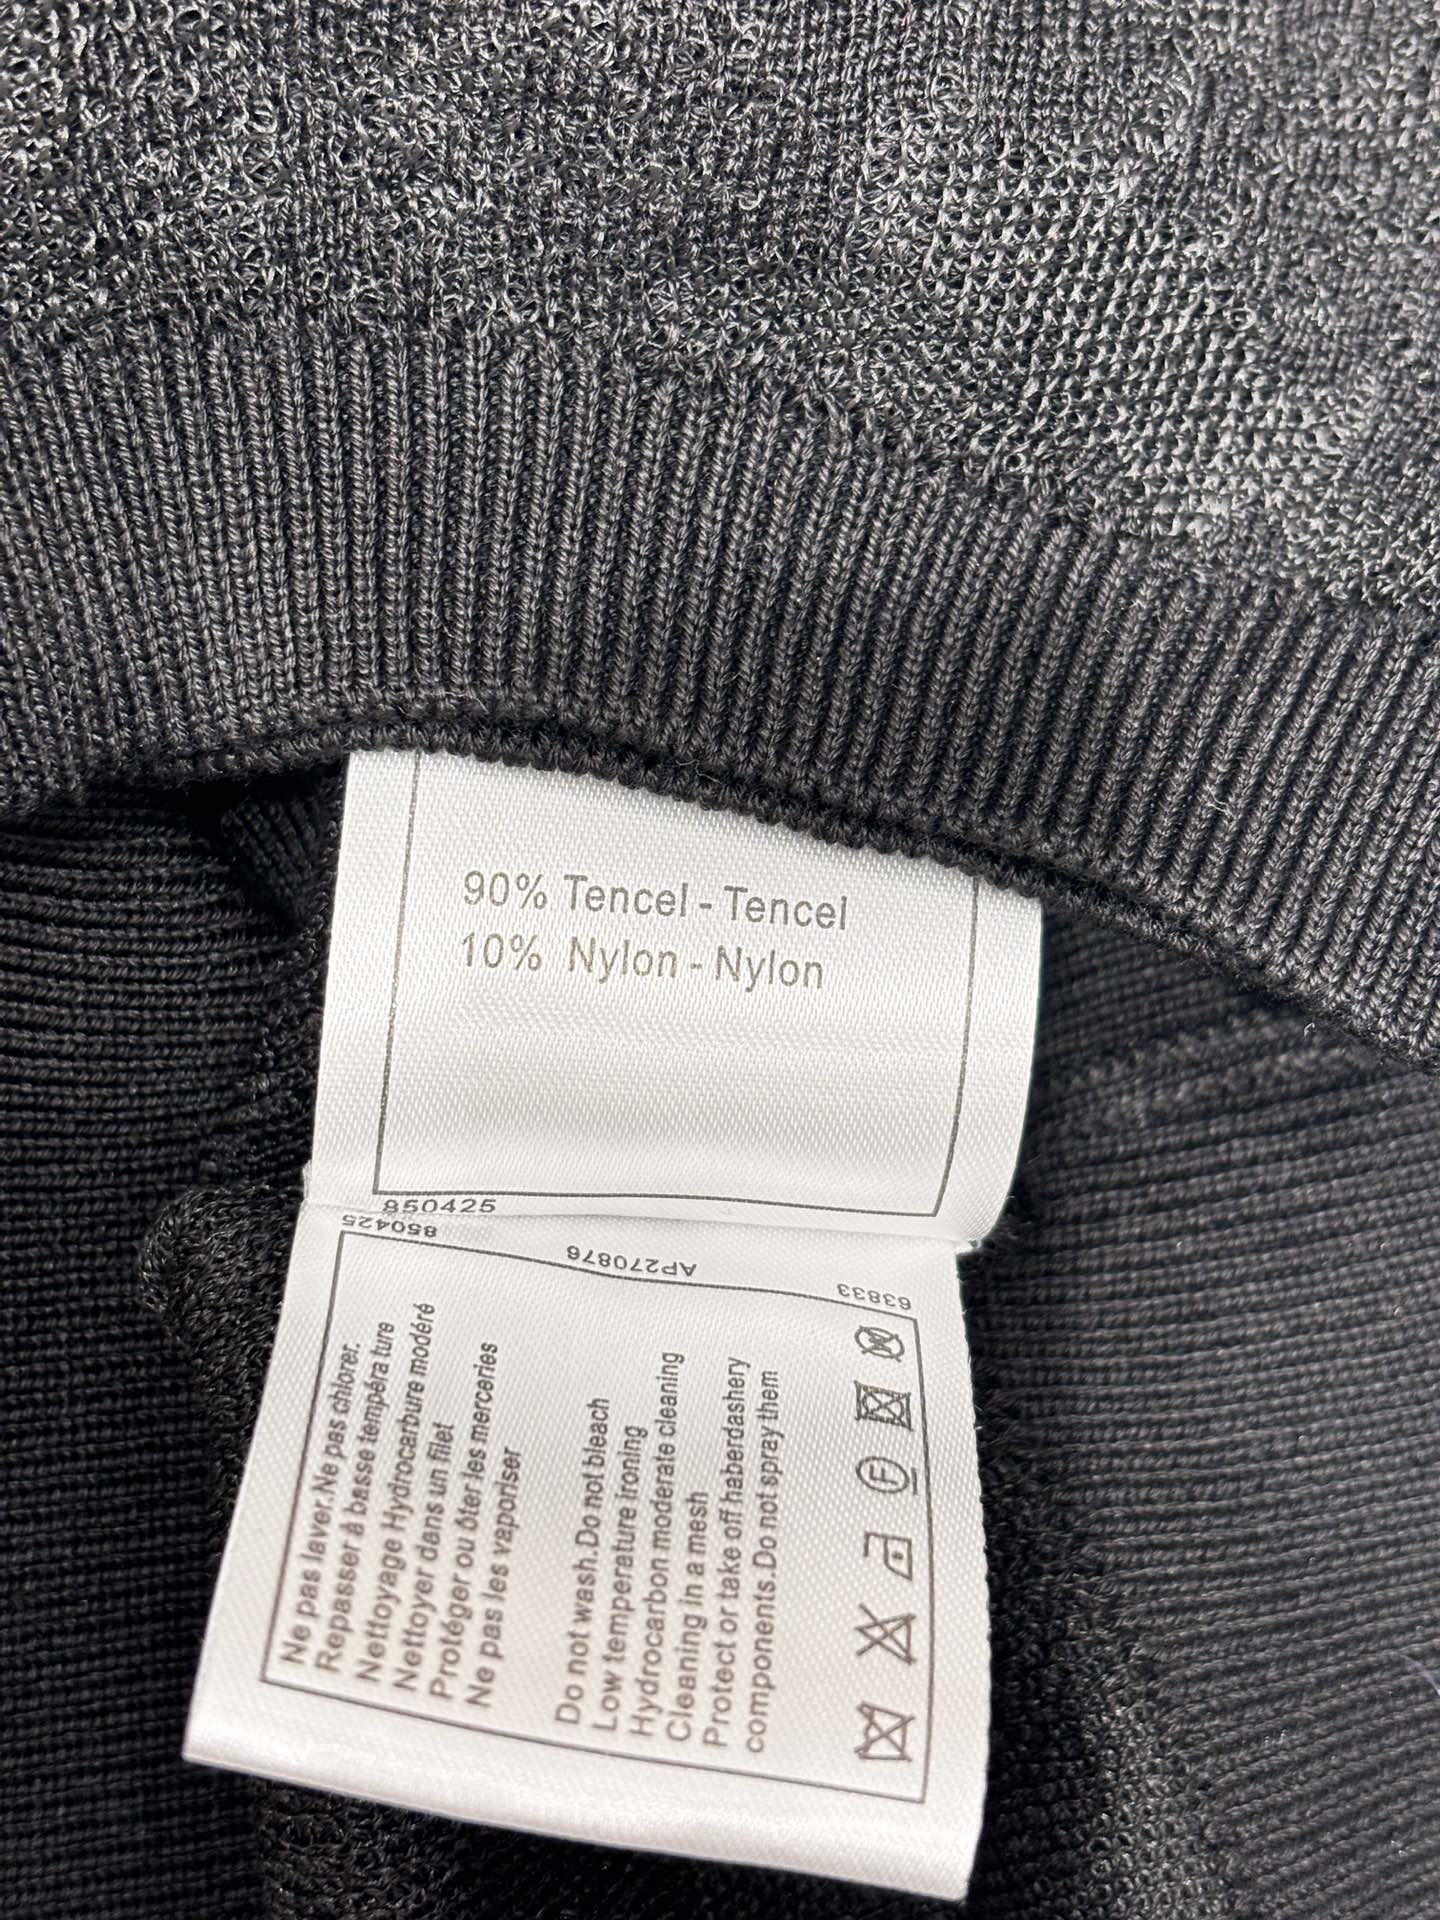 90% Tencel - Tencel
10% Nylon - Nylon
850425
850425
AP270876
63833
Ne pas laver.Ne pas chlorer.
Repasser à basse tempéra ture
Nettoyage Hydrocarbure modéré
Nettoyer dans un filet
Protéger ou ôter les merceries
Ne pas les vaporiser
Do not wash.Do not bleach
Low temperature ironing
Hydrocarbon moderate cleaning
Cleaning in a mesh
Protect or take off haberdashery
components.Do not spray them
F
W